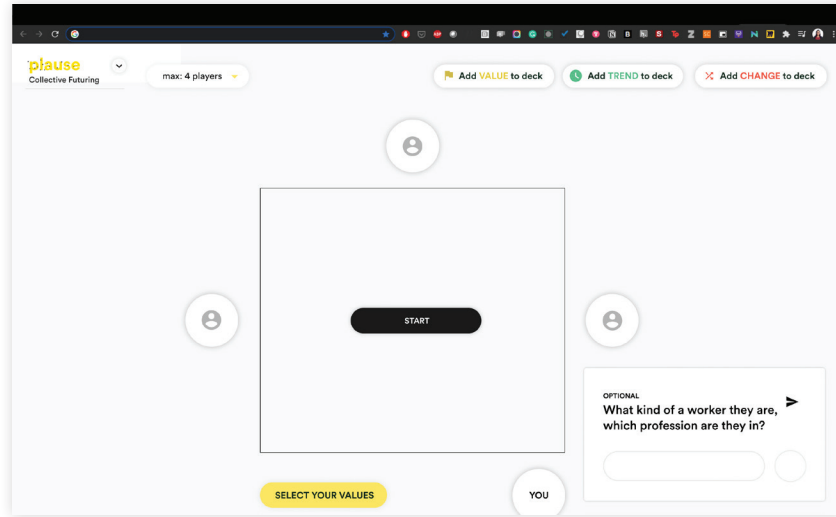 plause
Collective Futuring
max: 4 players
Add VALUE to deck
Add TREND to deck
Add CHANGE to deck
START
OPTIONAL
What kind of a worker they are,
which profession are they in?
SELECT YOUR VALUES
YOU